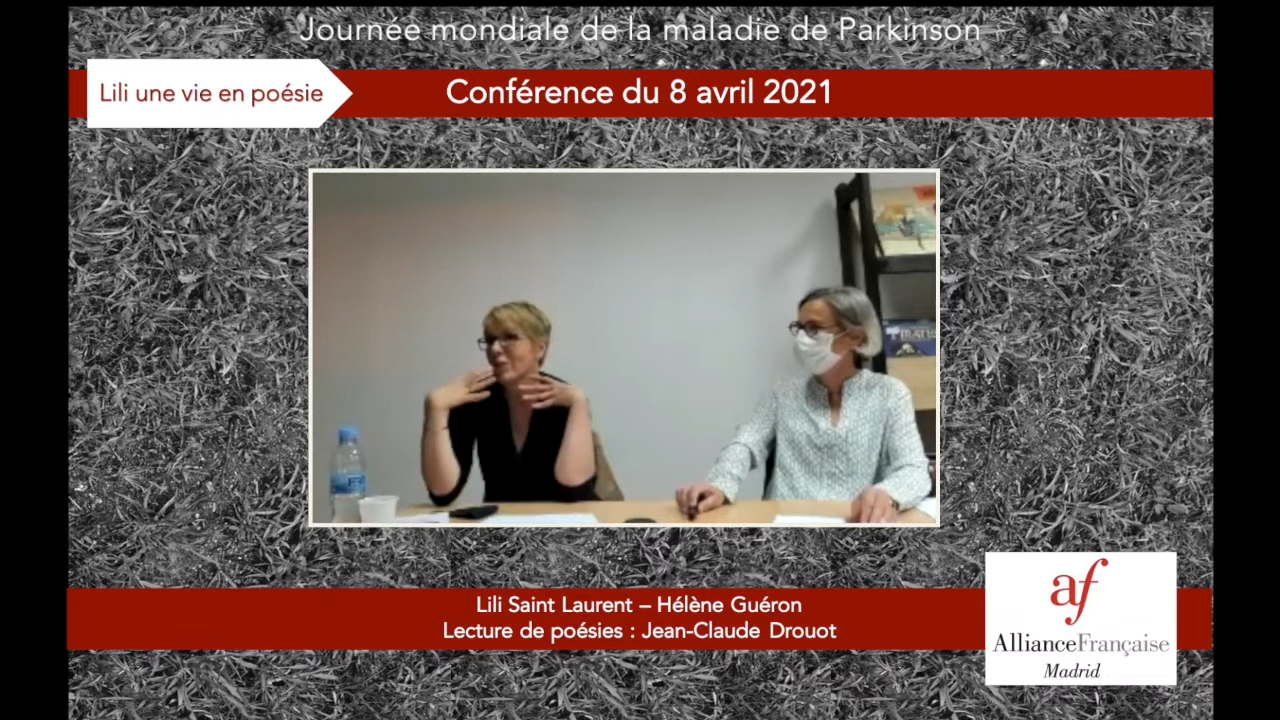 Journée mondiale de la maladie de Parkinson
Lili une vie en poésie
Conférence du 8 avril 2021
Lili Saint Laurent – Hélène Guéron
Lecture de poésies : Jean-Claude Drouot
af
AllianceFrançaise
Madrid